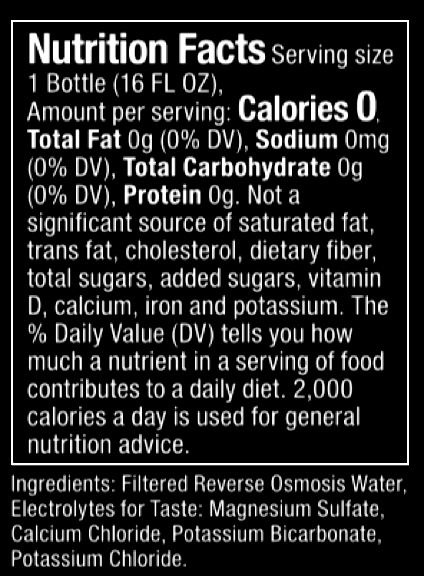 Nutrition Facts Serving size
1 Bottle (16 FL OZ),
Amount per serving: Calories 0,
Total Fat 0g (0% DV), Sodium 0mg
(0% DV), Total Carbohydrate 0g
(0% DV), Protein 0g. Not a
significant source of saturated fat,
trans fat, cholesterol, dietary fiber,
total sugars, added sugars, vitamin
D, calcium, iron and potassium. The
% Daily Value (DV) tells you how
much a nutrient in a serving of food
contributes to a daily diet. 2,000
calories a day is used for general
nutrition advice.
Ingredients: Filtered Reverse Osmosis Water,
Electrolytes for Taste: Magnesium Sulfate,
Calcium Chloride, Potassium Bicarbonate,
Potassium Chloride.